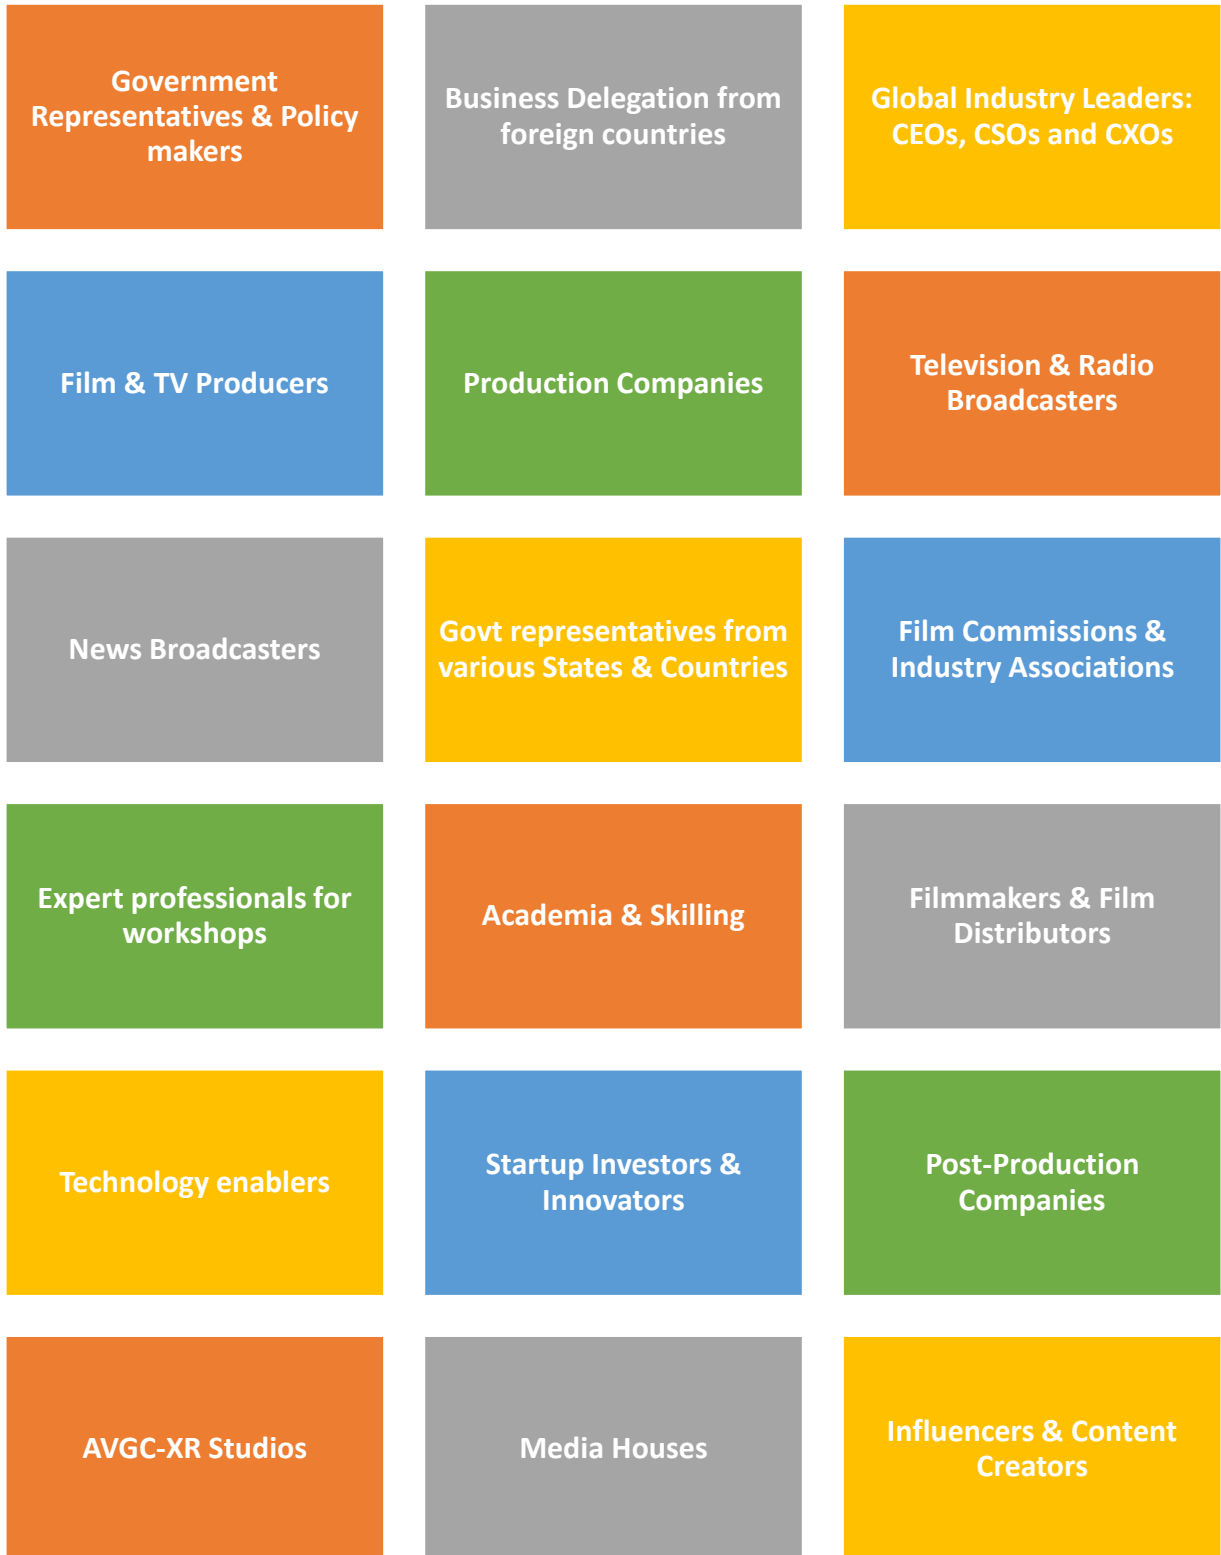 Government
Representatives & Policy
makers
Business Delegation from
foreign countries
Global Industry Leaders:
CEOs, CSOs and CXOs
Film & TV Producers
Production Companies
Television & Radio
Broadcasters
News Broadcasters
Govt representatives from
various States & Countries
Film Commissions &
Industry Associations
Expert professionals for
workshops
Academia & Skilling
Filmmakers & Film
Distributors
Technology enablers
Startup Investors &
Innovators
Post-Production
Companies
AVGC-XR Studios
Media Houses
Influencers & Content
Creators